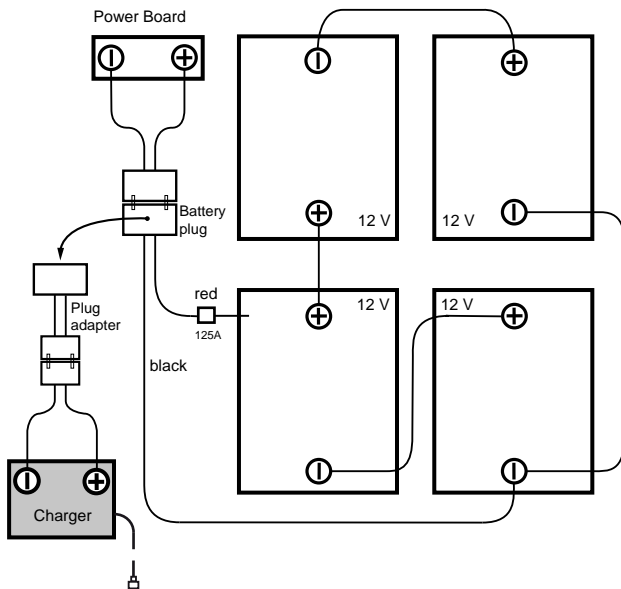 Power Board
Battery
plug
12 V
12 V
Plug
adapter
red
125A
12 V
12 V
black
Charger